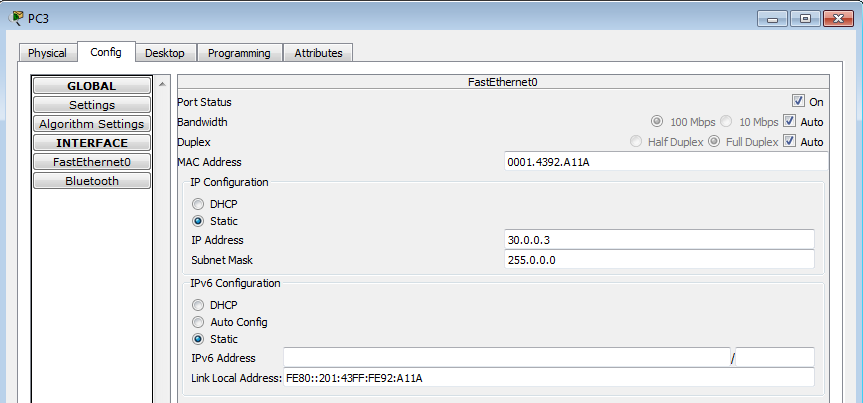 PC3
Physical Config Desktop Programming Attributes
GLOBAL
Settings
Algorithm Settings
INTERFACE
FastEthernet0
Bluetooth
FastEthernet0
Port Status On
Bandwidth 100 Mbps 10 Mbps Auto
Duplex Half Duplex Full Duplex Auto
MAC Address 0001.4392.A11A
IP Configuration
DHCP
Static
IP Address 30.0.0.3
Subnet Mask 255.0.0.0
IPv6 Configuration
DHCP
Auto Config
Static
IPv6 Address /
Link Local Address: FE80::201:43FF:FE92:A11A